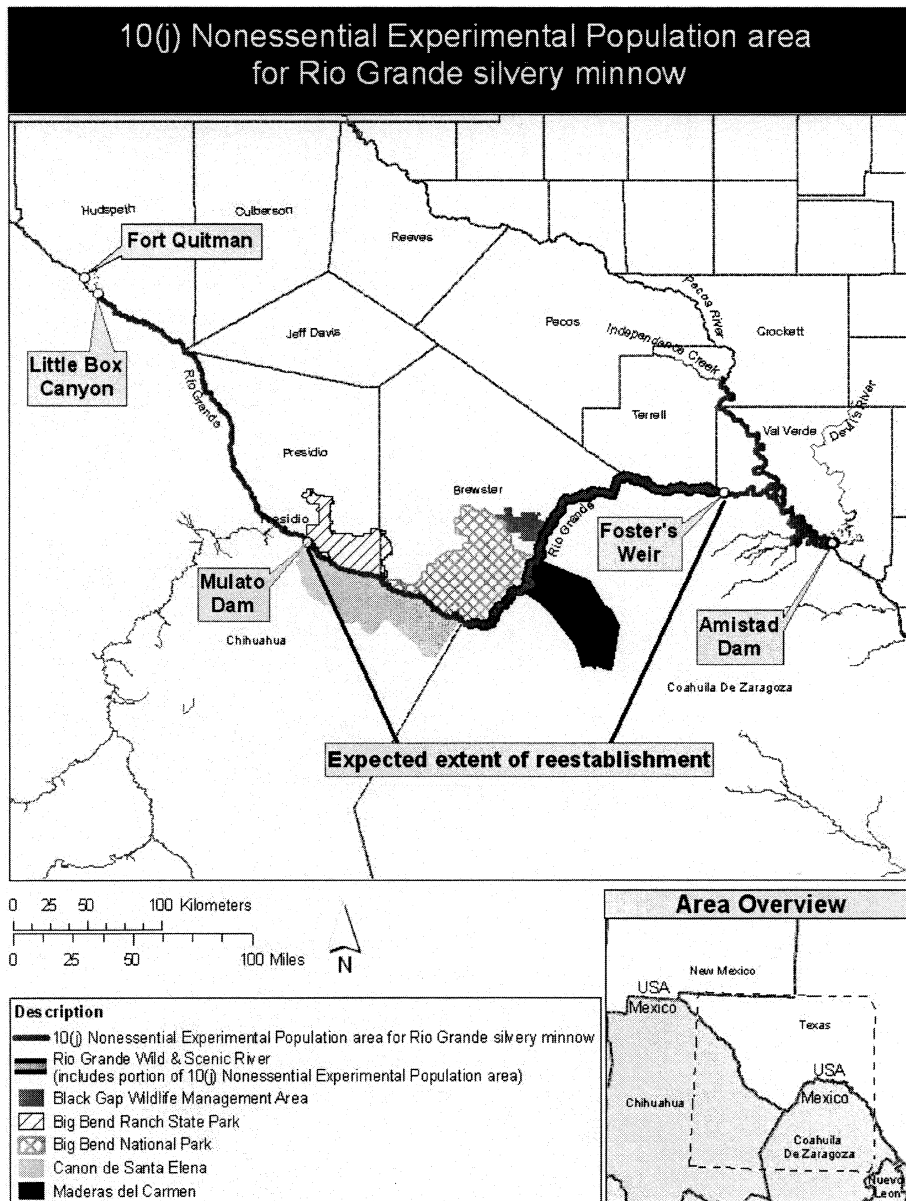 10(j) Nonessential Experimental Population area
for Rio Grande silvery minnow
Hudspeth
Culberson
Reeves
Fort Quitman
Jeff Davis
Pecos
Pecos River
Independence Creek
Crockett
Little Box
Canyon
Rio Grande
Terrell
Val Verde
Devil's River
Presidio
Brewster
Rio Grande
Presidio
Foster's
Weir
Mulato
Dam
Amistad
Dam
Chihuahua
Coahuila De Zaragoza
Expected extent of reestablishment
0 25 50 100 Kilometers
0 25 50 100 Miles
N
Area Overview
New Mexico
USA
Mexico
Texas
USA
Mexico
Chihuahua
Coahuila
De Zaragoza
Nuevo
Leon
Description
10(j) Nonessential Experimental Population area for Rio Grande silvery minnow
Rio Grande Wild & Scenic River
(includes portion of 10(j) Nonessential Experimental Population area)
Black Gap Wildlife Management Area
Big Bend Ranch State Park
Big Bend National Park
Canon de Santa Elena
Maderas del Carmen